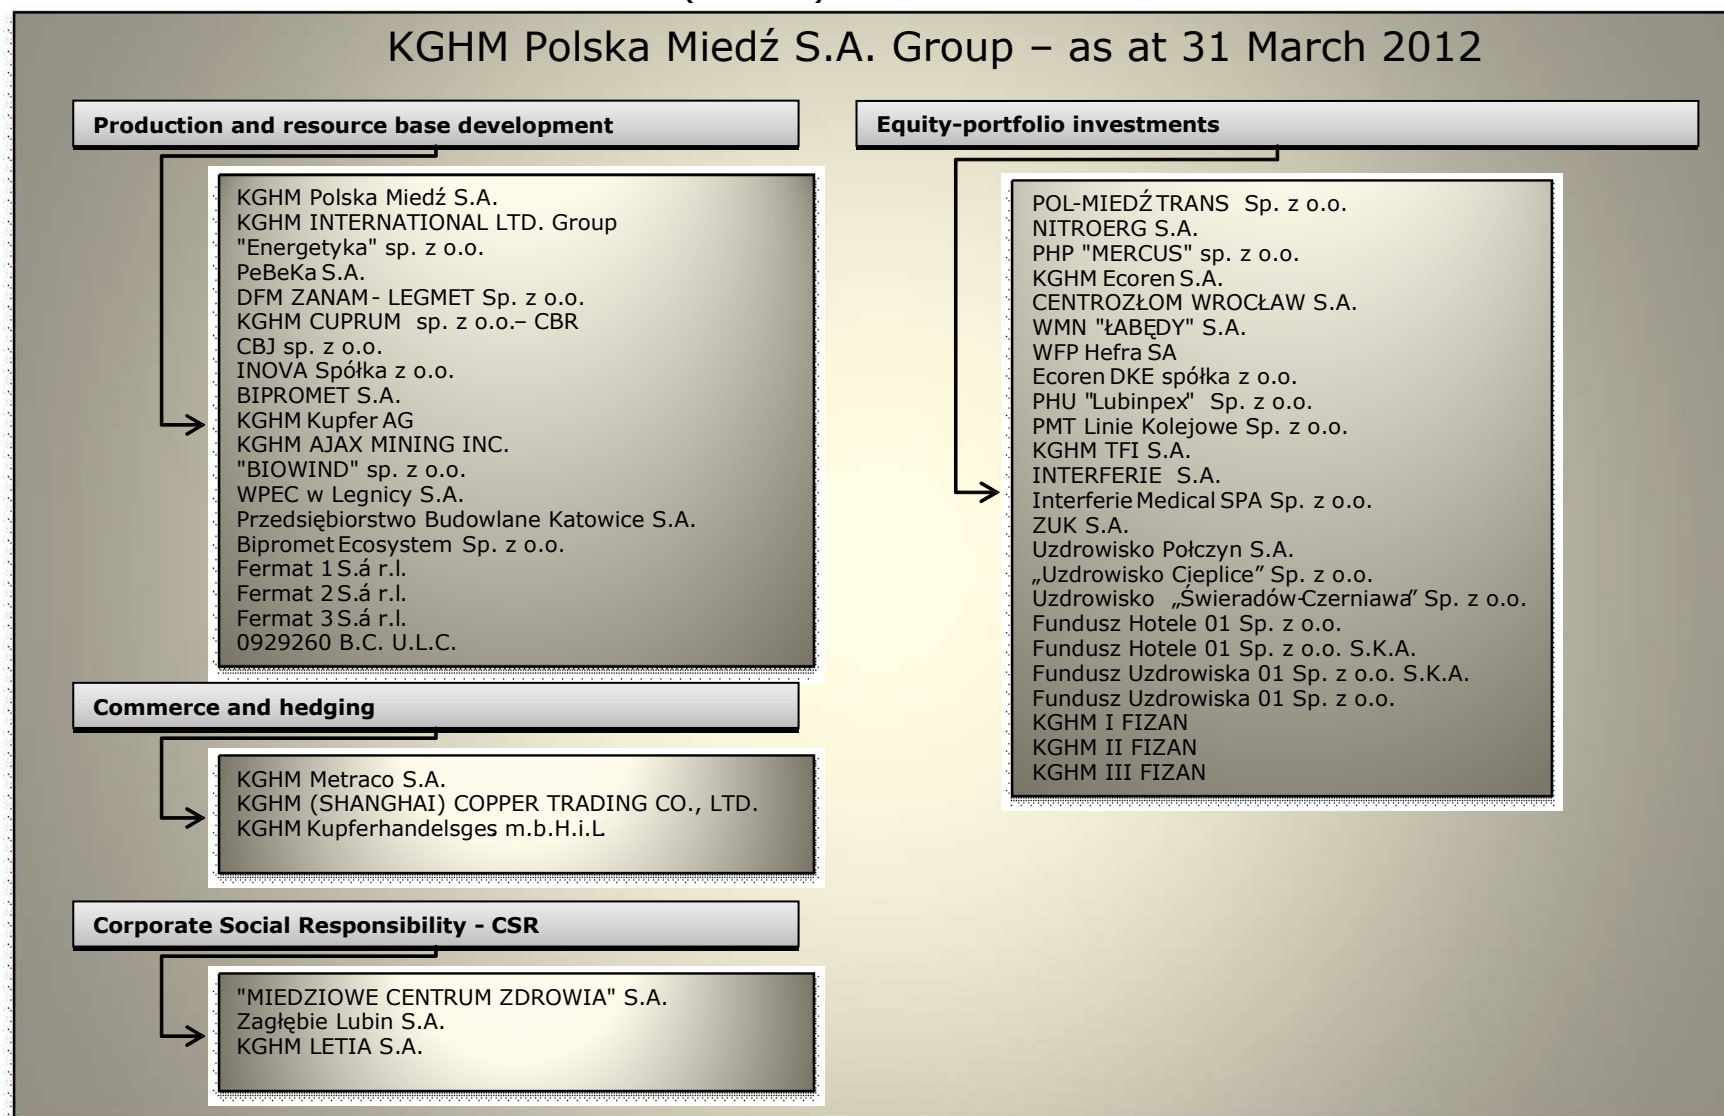 KGHM Polska Miedź S.A. Group – as at 31 March 2012
Production and resource base development
KGHM Polska Miedź S.A.
KGHM INTERNATIONAL LTD. Group
"Energetyka" sp. z o.o.
PeBeKa S.A.
DFM ZANAM - LEGMET Sp. z o.o.
KGHM CUPRUM sp. z o.o.– CBR
CBJ sp. z o.o.
INOVA Spółka z o.o.
BIPROMET S.A.
KGHM Kupfer AG
KGHM AJAX MINING INC.
"BIOWIND" sp. z o.o.
WPEC w Legnicy S.A.
Przedsiębiorstwo Budowlane Katowice S.A.
Bipromet Ecosystem Sp. z o.o.
Fermat 1 S.á r.l.
Fermat 2 S.á r.l.
Fermat 3 S.á r.l.
0929260 B.C. U.L.C.
Commerce and hedging
KGHM Metraco S.A.
KGHM (SHANGHAI) COPPER TRADING CO., LTD.
KGHM Kupferhandelsges m.b.H.i.L
Corporate Social Responsibility - CSR
"MIEDZIOWE CENTRUM ZDROWIA" S.A.
Zagłębie Lubin S.A.
KGHM LETIA S.A.
Equity-portfolio investments
POL-MIEDŹ TRANS Sp. z o.o.
NITROERG S.A.
PHP "MERCUS" sp. z o.o.
KGHM Ecoren S.A.
CENTROZŁOM WROCŁAW S.A.
WMN "ŁABĘDY" S.A.
WFP Hefra SA
Ecoren DKE spółka z o.o.
PHU "Lubinpex" Sp. z o.o.
PMT Linie Kolejowe Sp. z o.o.
KGHM TFI S.A.
INTERFERIE S.A.
Interferie Medical SPA Sp. z o.o.
ZUK S.A.
Uzdrowisko Połczyn S.A.
„Uzdrowisko Cieplice” Sp. z o.o.
Uzdrowisko „Świeradów-Czerniawa” Sp. z o.o.
Fundusz Hotele 01 Sp. z o.o.
Fundusz Hotele 01 Sp. z o.o. S.K.A.
Fundusz Uzdrowiska 01 Sp. z o.o. S.K.A.
Fundusz Uzdrowiska 01 Sp. z o.o.
KGHM I FIZAN
KGHM II FIZAN
KGHM III FIZAN